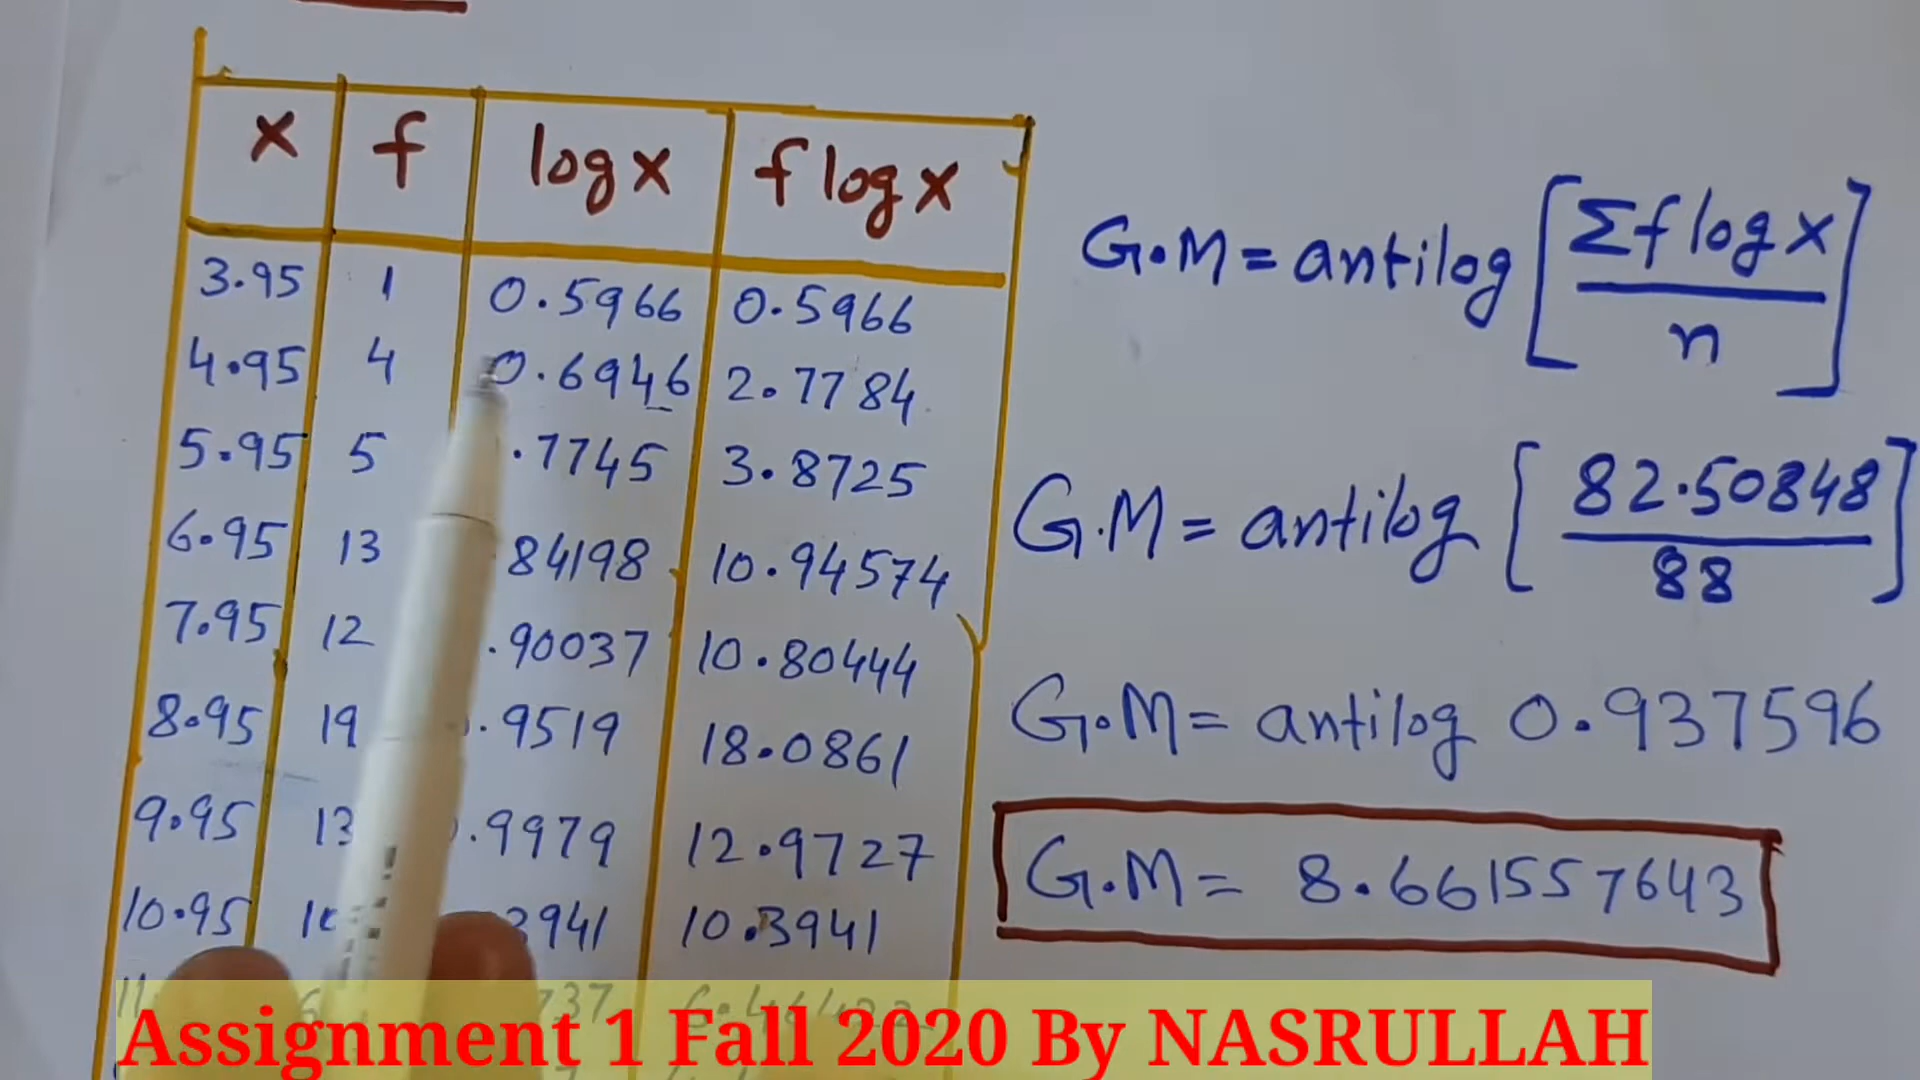 x f log x f log x
3.95 1 0.5966 0.5966
4.95 4 0.6946 2.7784
5.95 5 .7745 3.8725
6.95 13 84198 10.94574
7.95 12 .90037 10.80444
8.95 19 .9519 18.0861
9.95 13 .9979 12.9727
10.95 3941 10.3941
737
G.M = antilog [Σf log x / n]
G.M = antilog [82.50848 / 88]
G.M = antilog 0.937596
G.M = 8.661557643
Assignment 1 Fall 2020 By NASRULLAH